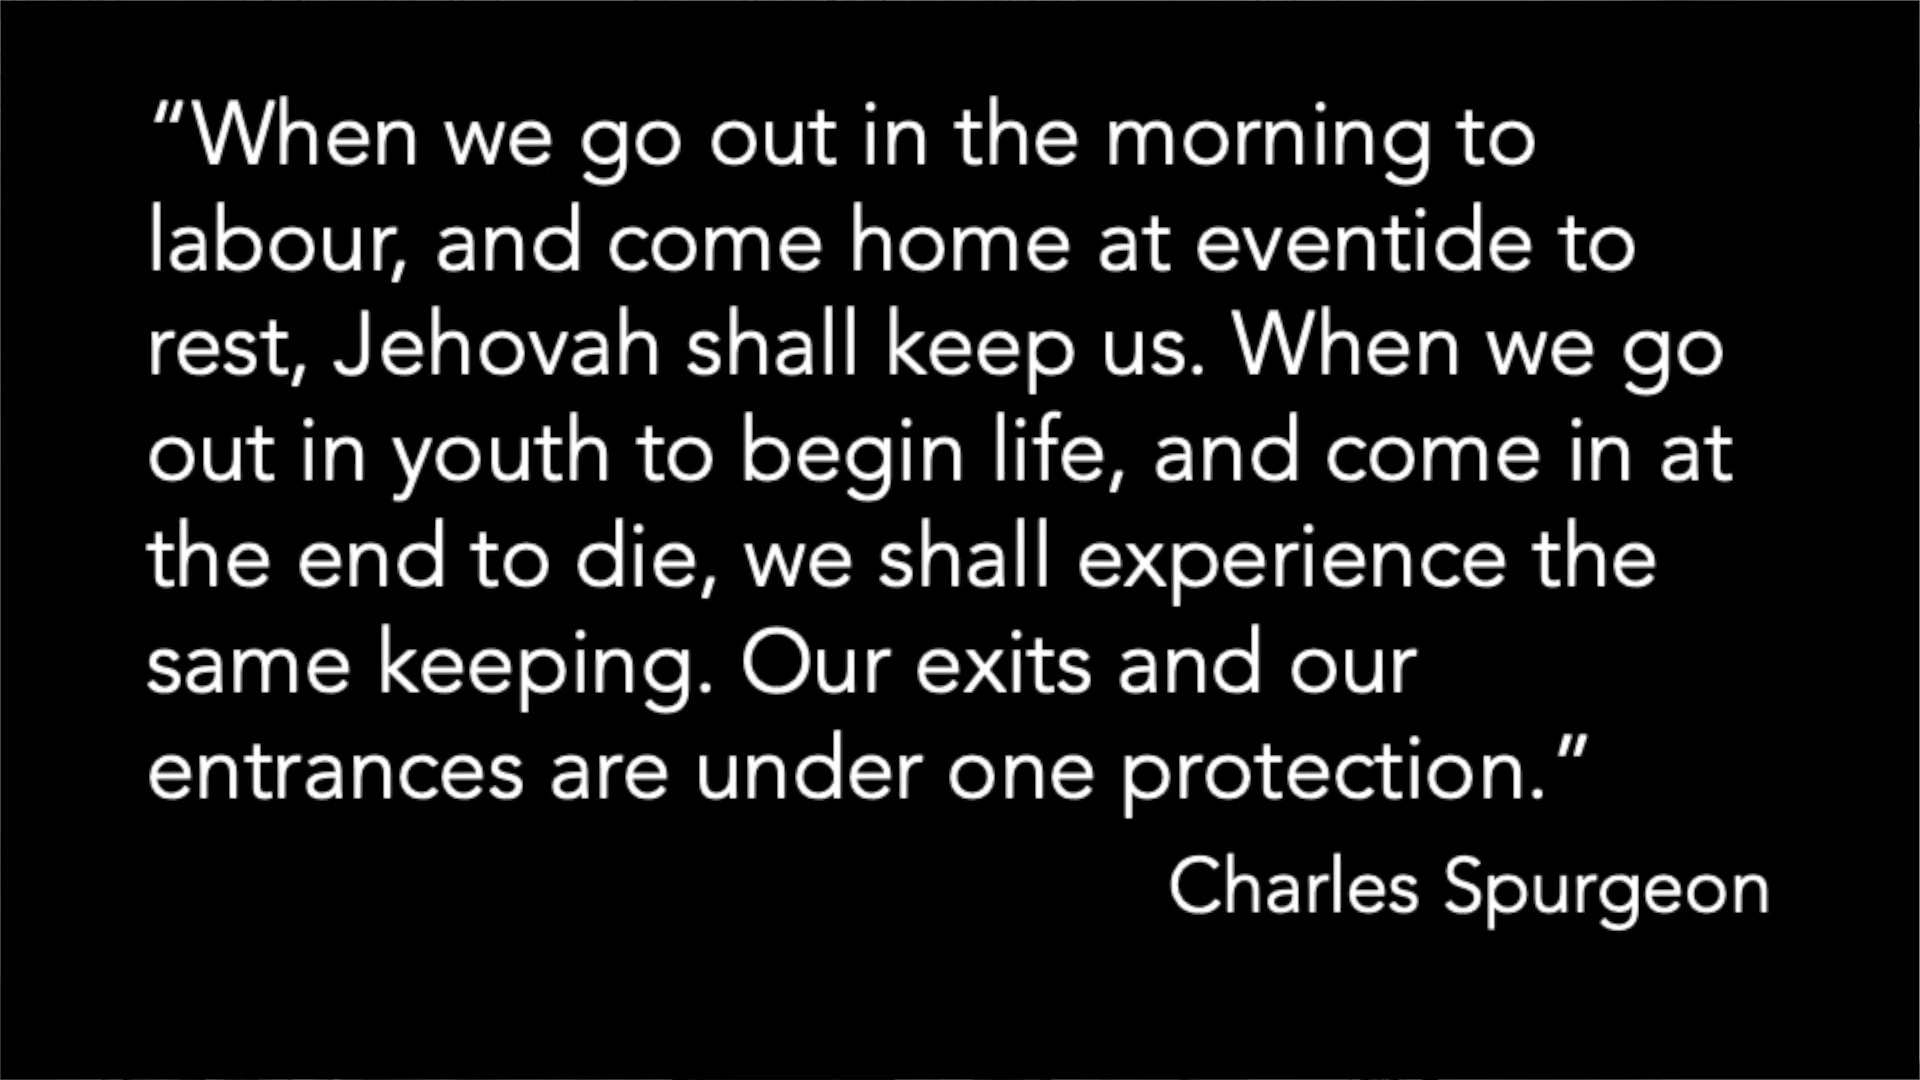 “When we go out in the morning to
labour, and come home at eventide to
rest, Jehovah shall keep us. When we go
out in youth to begin life, and come in at
the end to die, we shall experience the
same keeping. Our exits and our
entrances are under one protection.”
Charles Spurgeon